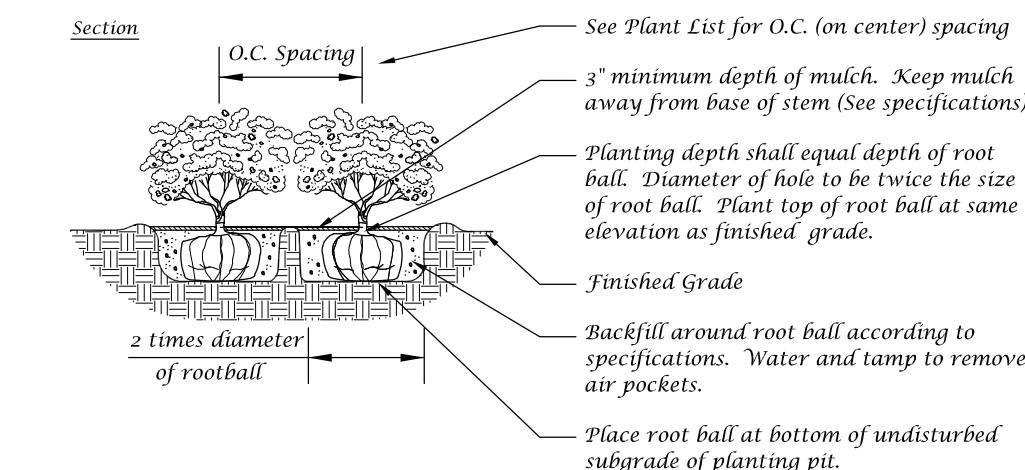 Section
O.C. Spacing
See Plant List for O.C. (on center) spacing
3" minimum depth of mulch. Keep mulch
away from base of stem (See specifications)
Planting depth shall equal depth of root
ball. Diameter of hole to be twice the size
of root ball. Plant top of root ball at same
elevation as finished grade.
Finished Grade
2 times diameter
of rootball
Backfill around root ball according to
specifications. Water and tamp to remove
air pockets.
Place root ball at bottom of undisturbed
subgrade of planting pit.